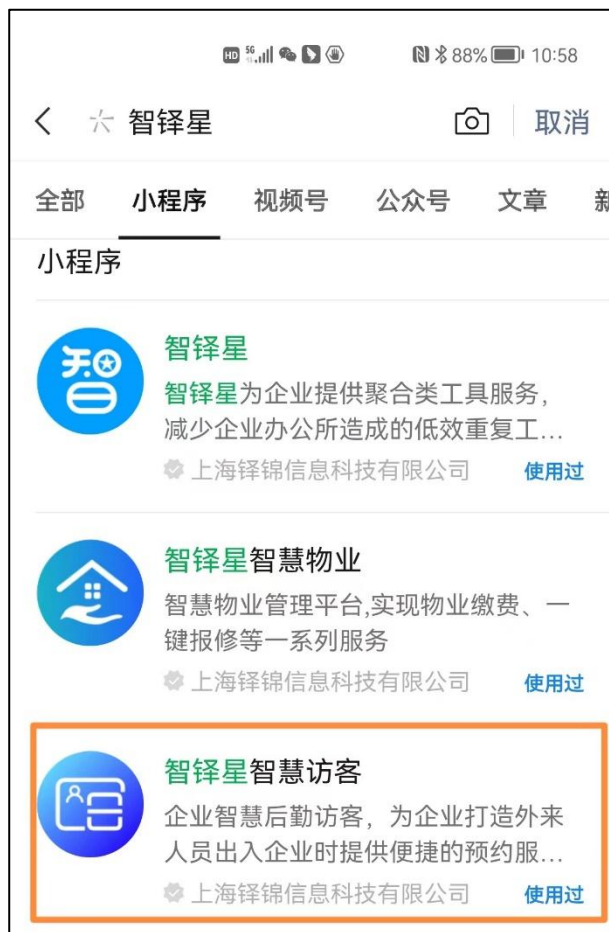 HD 5G 88% 10:58
智铎星 取消
全部 小程序 视频号 公众号 文章 新
小程序
智
智铎星
智铎星为企业提供聚合类工具服务，
减少企业办公所造成的低效重复工...
上海铎锦信息科技有限公司 使用过
智铎星智慧物业
智慧物业管理平台,实现物业缴费、一
键报修等一系列服务
上海铎锦信息科技有限公司 使用过
智铎星智慧访客
企业智慧后勤访客，为企业打造外来
人员出入企业时提供便捷的预约服...
上海铎锦信息科技有限公司 使用过